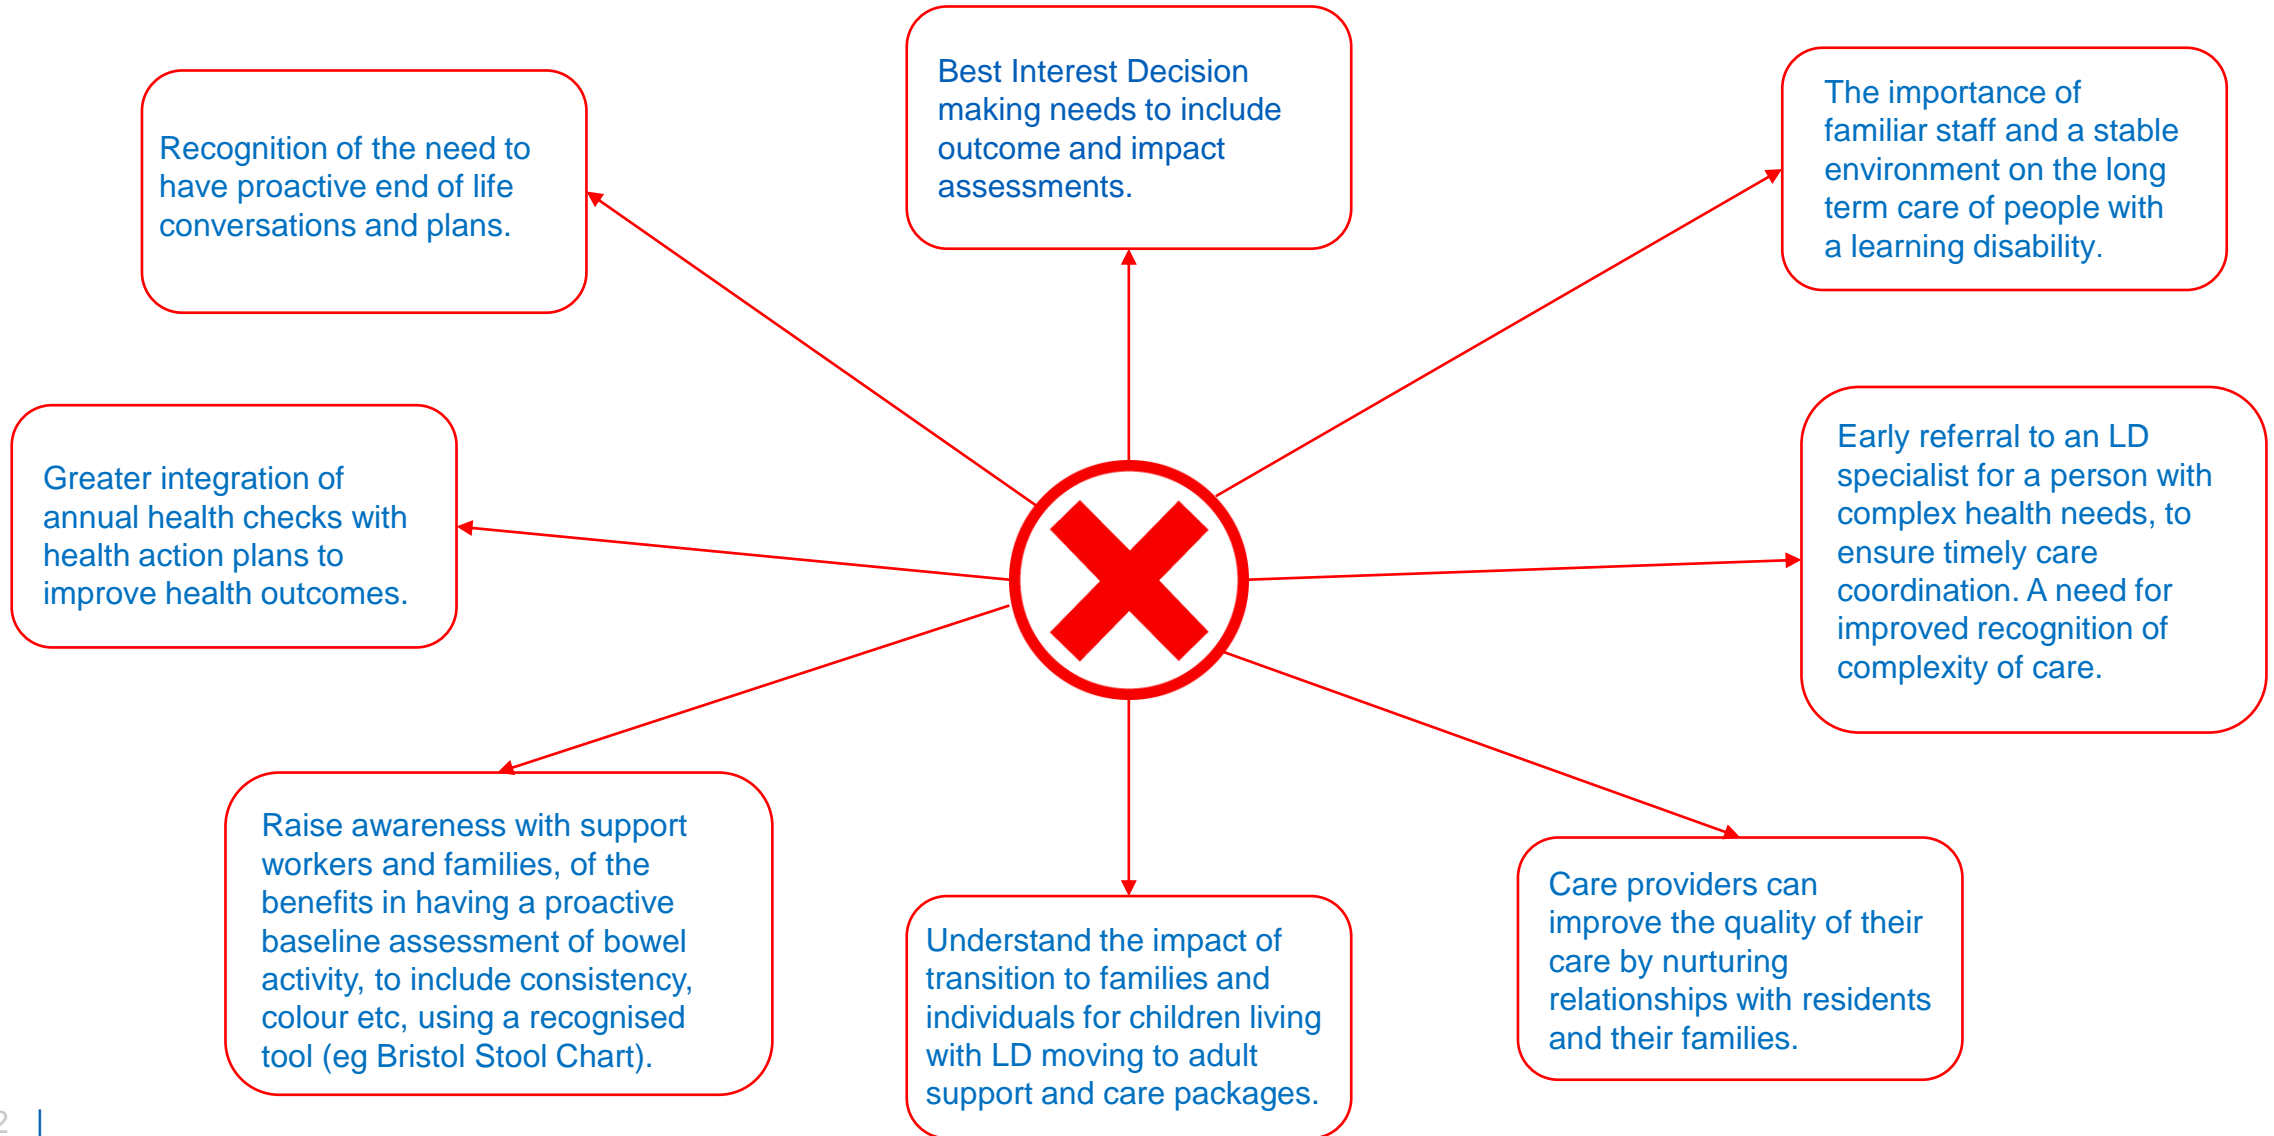 Best Interest Decision
making needs to include
outcome and impact
assessments.
The importance of
familiar staff and a stable
environment on the long
term care of people with
a learning disability.
Recognition of the need to
have proactive end of life
conversations and plans.
Greater integration of
annual health checks with
health action plans to
improve health outcomes.
Early referral to an LD
specialist for a person with
complex health needs, to
ensure timely care
coordination. A need for
improved recognition of
complexity of care.
Raise awareness with support
workers and families, of the
benefits in having a proactive
baseline assessment of bowel
activity, to include consistency,
colour etc, using a recognised
tool (eg Bristol Stool Chart).
Understand the impact of
transition to families and
individuals for children living
with LD moving to adult
support and care packages.
Care providers can
improve the quality of their
care by nurturing
relationships with residents
and their families.
2 |